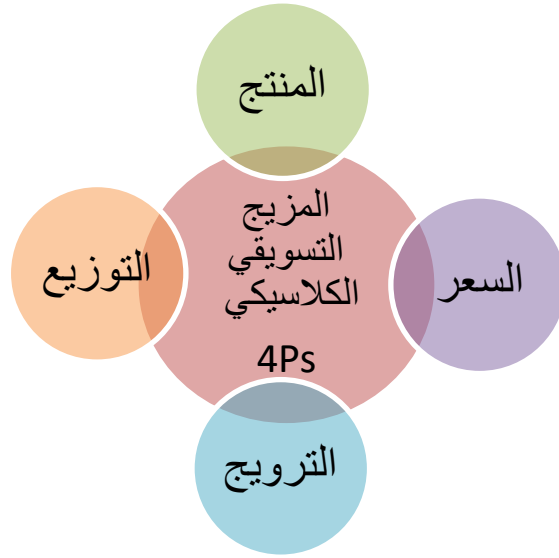 المنتج
المزيج
التسويقي
الكلاسيكي
4Ps
السعر
التوزيع
الترويج